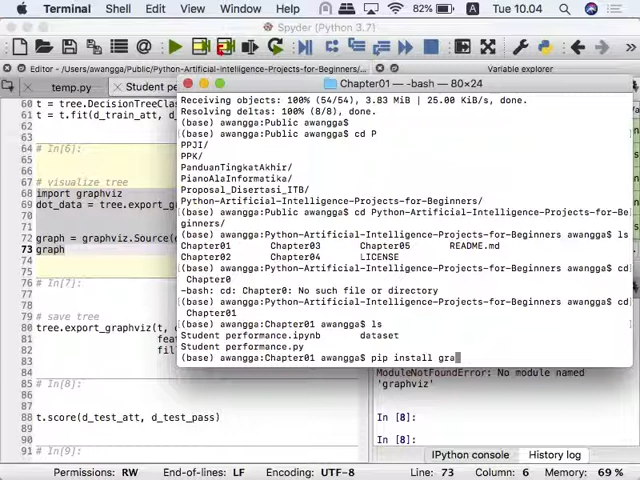 Terminal Shell Edit View Window Help 82% Tue 10.04
Spyder (Python 3.7)
Editor - /Users/awangga/Public/Python-Artificial-intelligence-Projects-for-Beginners/
Variable explorer
temp.py
Student pe
Chapter01 — -bash — 80×24
60 t = tree.DecisionTreeClas
61 t = t.fit(d_train_att, d_
62
63
64 # In[6]:
65
66
67 # visualize tree
68 import graphviz
69 dot_data = tree.export_gr
70
71
72 graph = graphviz.Source(
73 graph
74
75
76 # In[7]:
77
78
79 # save tree
80 tree.export_graphviz(t,
81 fea
82 fil
83
84
85 # In[8]:
86
87
88 t.score(d_test_att, d_test_pass)
89
90
91 # In[9]:
Receiving objects: 100% (54/54), 3.83 MiB | 25.00 KiB/s, done.
Resolving deltas: 100% (8/8), done.
(base) awangga:Public awangga$
(base) awangga:Public awangga$ cd P
PPJI/
PPK/
PanduanTingkatAkhir/
PianoAlaInformatika/
Proposal_Disertasi_ITB/
Python-Artificial-Intelligence-Projects-for-Beginners/
(base) awangga:Public awangga$ cd Python-Artificial-Intelligence-Projects-for-Be
ginners/
(base) awangga:Python-Artificial-Intelligence-Projects-for-Beginners awangga$ ls
Chapter01 Chapter03 Chapter05 README.md
Chapter02 Chapter04 LICENSE
(base) awangga:Python-Artificial-Intelligence-Projects-for-Beginners awangga$ cd
Chapter0
-bash: cd: Chapter0: No such file or directory
(base) awangga:Python-Artificial-Intelligence-Projects-for-Beginners awangga$ cd
Chapter01
(base) awangga:Chapter01 awangga$ ls
Student performance.ipynb dataset
Student performance.py
(base) awangga:Chapter01 awangga$ pip install gra
ModuleNotFoundError: No module named
'graphviz'
In [8]:
In [8]:
IPython console
History log
Permissions: RW End-of-lines: LF Encoding: UTF-8 Line: 73 Column: 6 Memory: 69 %